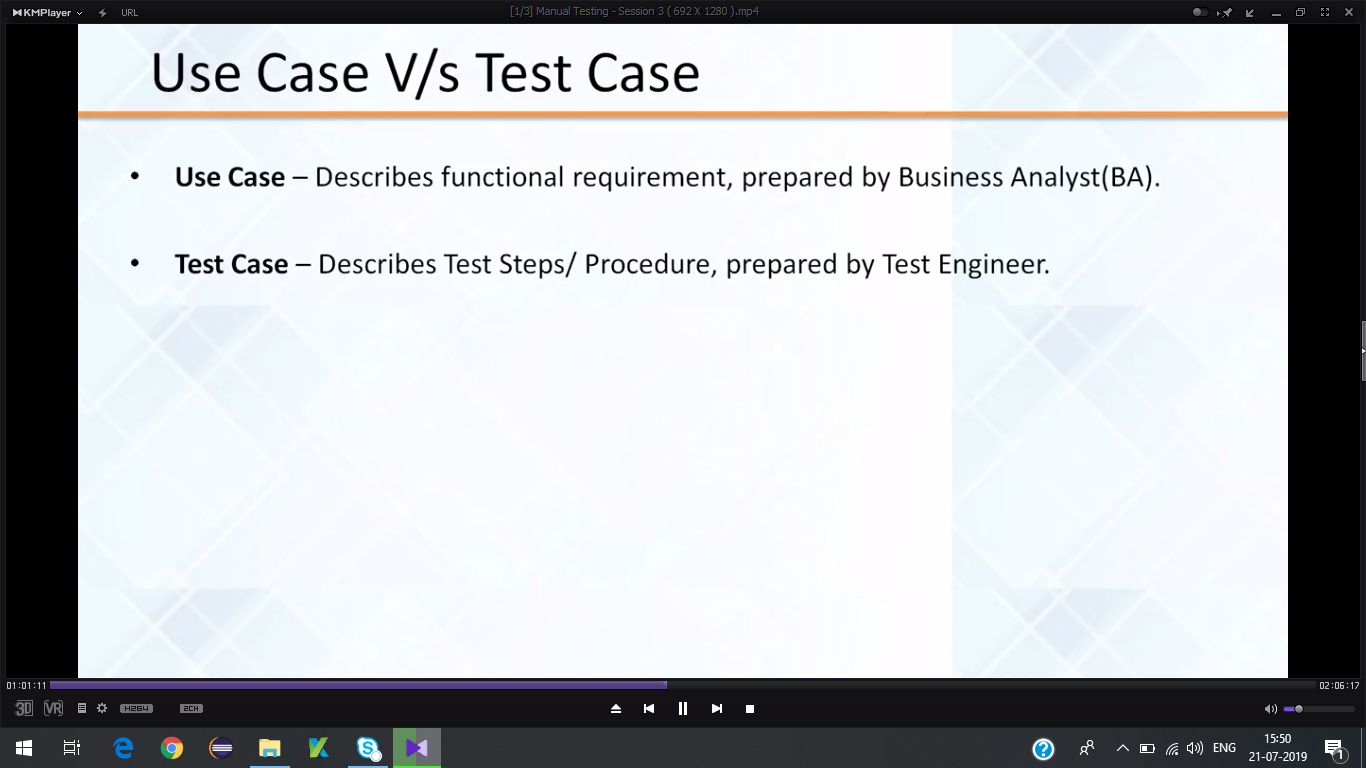 KMPlayer
URL
[1/3] Manual Testing - Session 3 ( 692 X 1280 ).mp4
Use Case V/s Test Case
• Use Case – Describes functional requirement, prepared by Business Analyst(BA).
• Test Case – Describes Test Steps/ Procedure, prepared by Test Engineer.
01:01:11
02:06:17
3D VR H264 2CH
ENG
15:50
21-07-2019
1